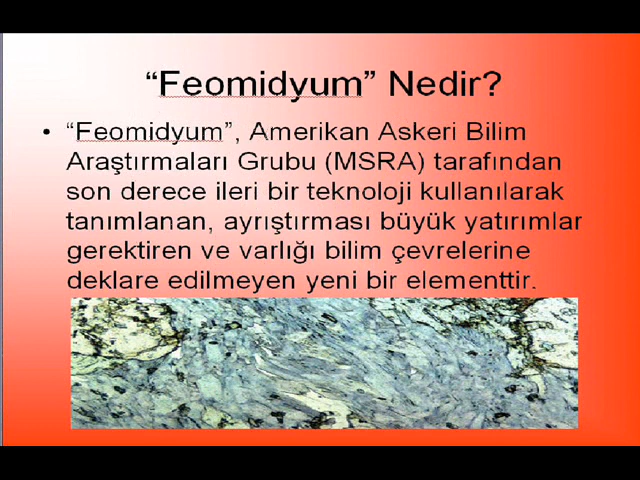 “Feomidyum” Nedir?
• “Feomidyum”, Amerikan Askeri Bilim
Araştırmaları Grubu (MSRA) tarafından
son derece ileri bir teknoloji kullanılarak
tanımlanan, ayrıştırması büyük yatırımlar
gerektiren ve varlığı bilim çevrelerine
deklare edilmeyen yeni bir elementtir.